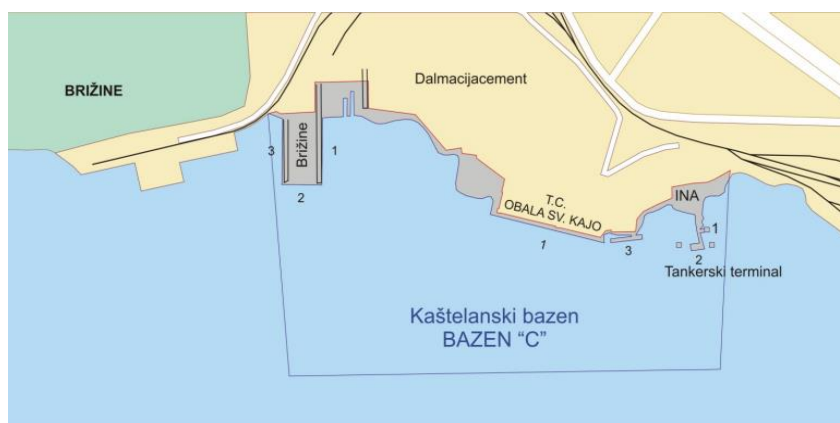 Dalmacijacement
BRIŽINE
Brižine
3
1
2
INA
T.C.
OBALA SV. KAJO
1
3
1
2
Tankerski terminal
Kaštelanski bazen
BAZEN “C”